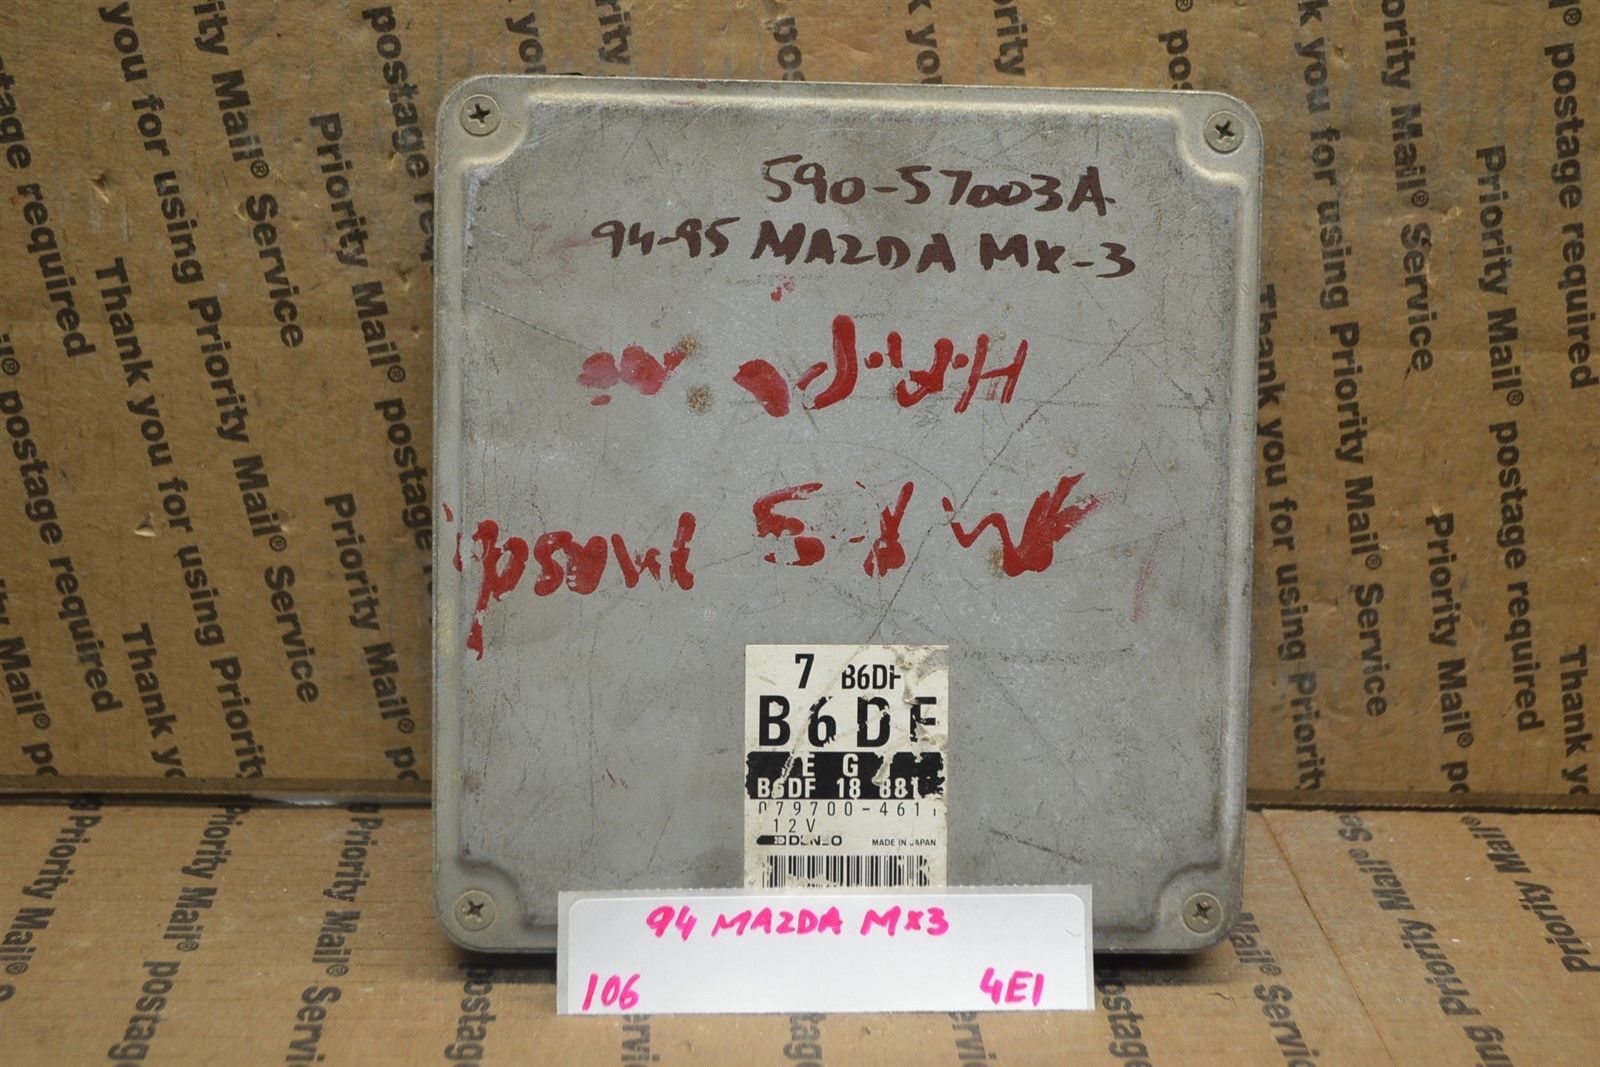 590-57003A
94-95 MAZDA MX-3
7 B6DF
B6DF
E G
B6DF 18 881
079700-461
12V
DENSO MADE IN JAPAN
94 MAZDA MX3
106 4E1
Priority Mail® postage required
Thank you for using Priority Mail® Service